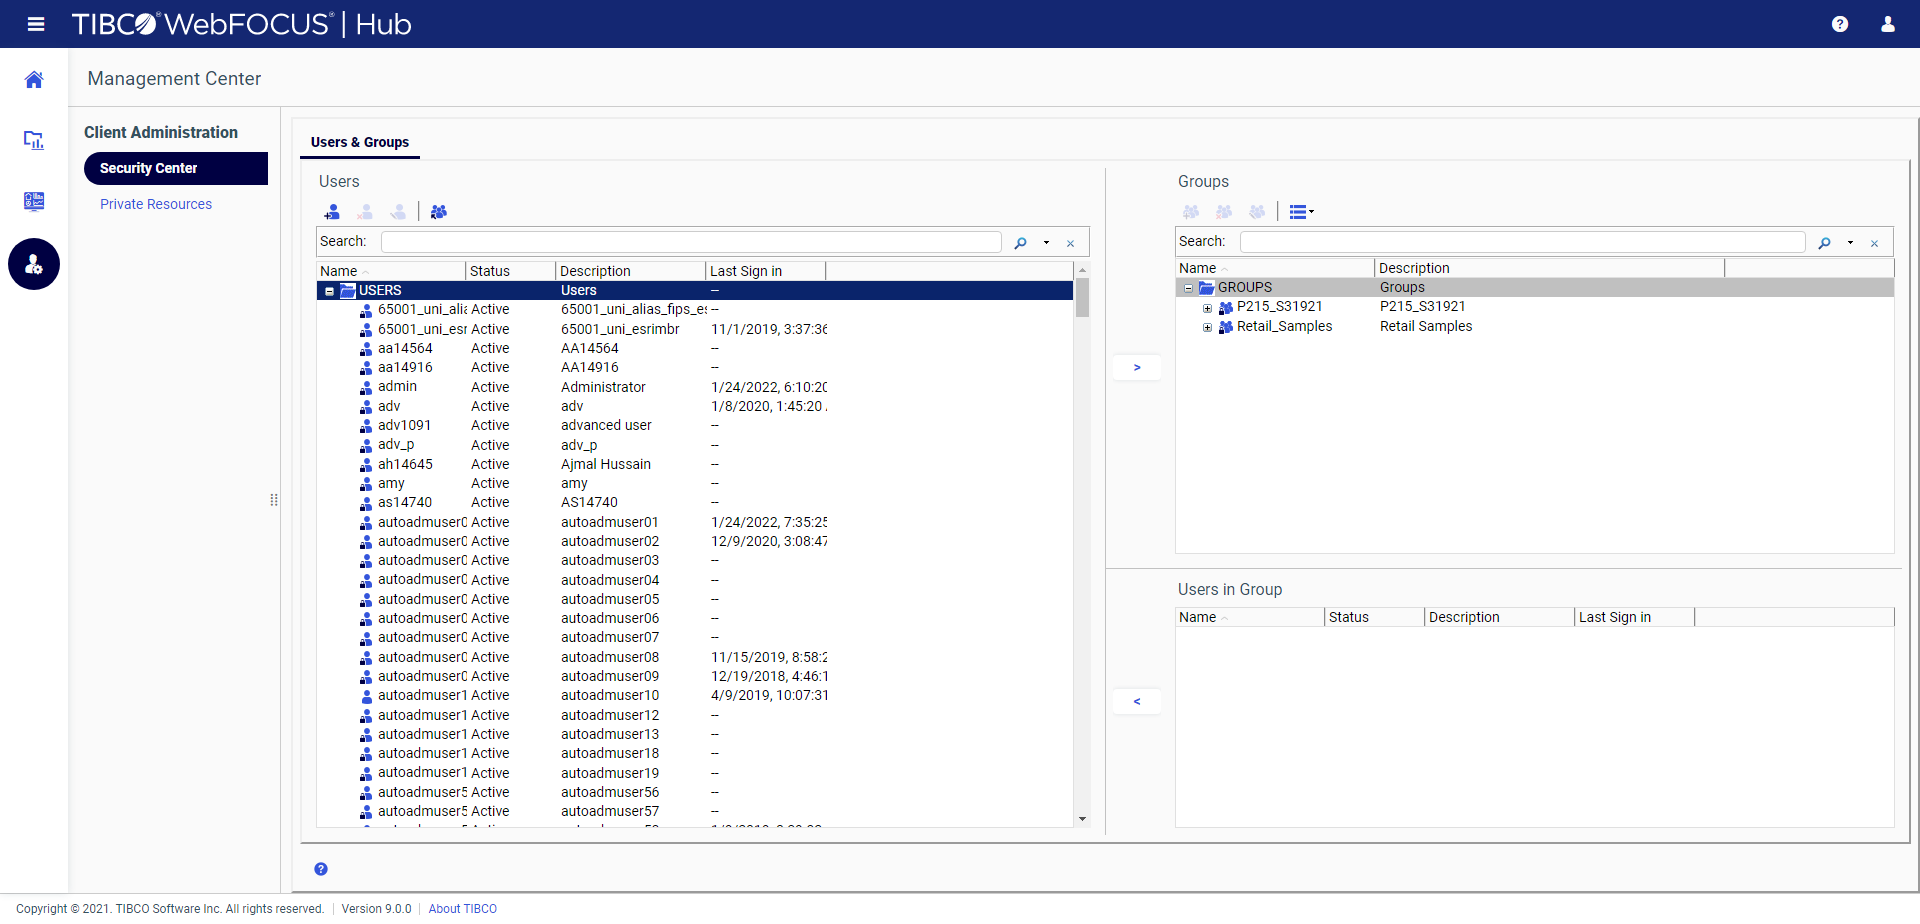 TIBCO® WebFOCUS® | Hub
Management Center
Client Administration
Security Center
Private Resources
Users & Groups
Users
Search:
Name Status Description Last Sign in
USERS Users --
65001_uni_alia Active 65001_uni_alias_fips_es --
65001_uni_esr Active 65001_uni_esrimbr 11/1/2019, 3:37:36
aa14564 Active AA14564 --
aa14916 Active AA14916 --
admin Active Administrator 1/24/2022, 6:10:20
adv Active adv 1/8/2020, 1:45:20
adv1091 Active advanced user --
adv_p Active adv_p --
ah14645 Active Ajmal Hussain --
amy Active amy --
as14740 Active AS14740 --
autoadmuser0 Active autoadmuser01 1/24/2022, 7:35:25
autoadmuser0 Active autoadmuser02 12/9/2020, 3:08:47
autoadmuser0 Active autoadmuser03 --
autoadmuser0 Active autoadmuser04 --
autoadmuser0 Active autoadmuser05 --
autoadmuser0 Active autoadmuser06 --
autoadmuser0 Active autoadmuser07 --
autoadmuser0 Active autoadmuser08 11/15/2019, 8:58:2
autoadmuser0 Active autoadmuser09 12/19/2018, 4:46:1
autoadmuser1 Active autoadmuser10 4/9/2019, 10:07:31
autoadmuser1 Active autoadmuser12 --
autoadmuser1 Active autoadmuser13 --
autoadmuser1 Active autoadmuser18 --
autoadmuser1 Active autoadmuser19 --
autoadmuser5 Active autoadmuser56 --
autoadmuser5 Active autoadmuser57 --
>
<
Groups
Search:
Name Description
GROUPS Groups
P215_S31921 P215_S31921
Retail_Samples Retail Samples
Users in Group
Name Status Description Last Sign in
Copyright © 2021. TIBCO Software Inc. All rights reserved. | Version 9.0.0 | About TIBCO